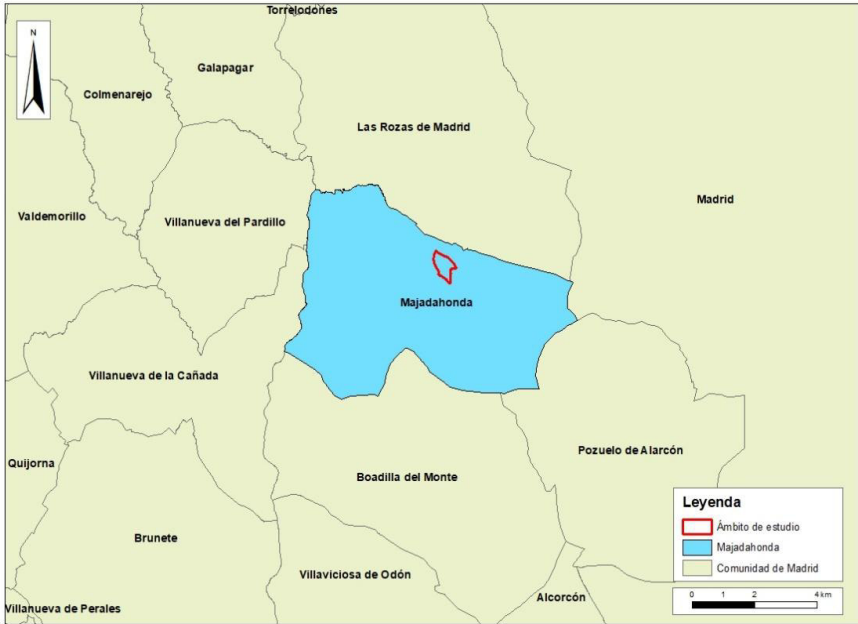 Torrelodones
N
Galapagar
Colmenarejo
Las Rozas de Madrid
Madrid
Valdemorillo
Villanueva del Pardillo
Majadahonda
Villanueva de la Cañada
Pozuelo de Alarcón
Quijorna
Boadilla del Monte
Brunete
Villaviciosa de Odón
Alcorcón
Villanueva de Perales
Leyenda
Ámbito de estudio
Majadahonda
Comunidad de Madrid
0 1 2 4 km